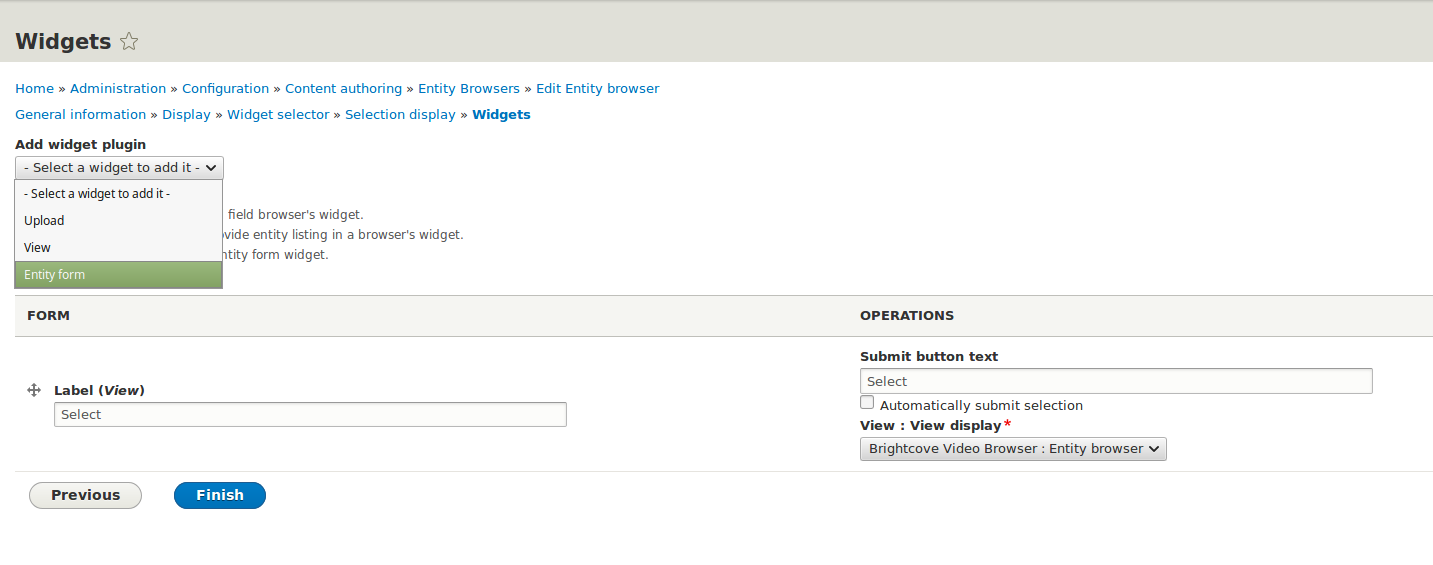 Widgets
Home » Administration » Configuration » Content authoring » Entity Browsers » Edit Entity browser
General information » Display » Widget selector » Selection display » Widgets
Add widget plugin
- Select a widget to add it -
- Select a widget to add it -
Upload
field browser's widget.
entity listing in a browser's widget.
View
form widget.
Entity form
FORM OPERATIONS
Submit button text
Select
Label (View)
Select
Automatically submit selection
View : View display*
Brightcove Video Browser : Entity browser
Previous Finish